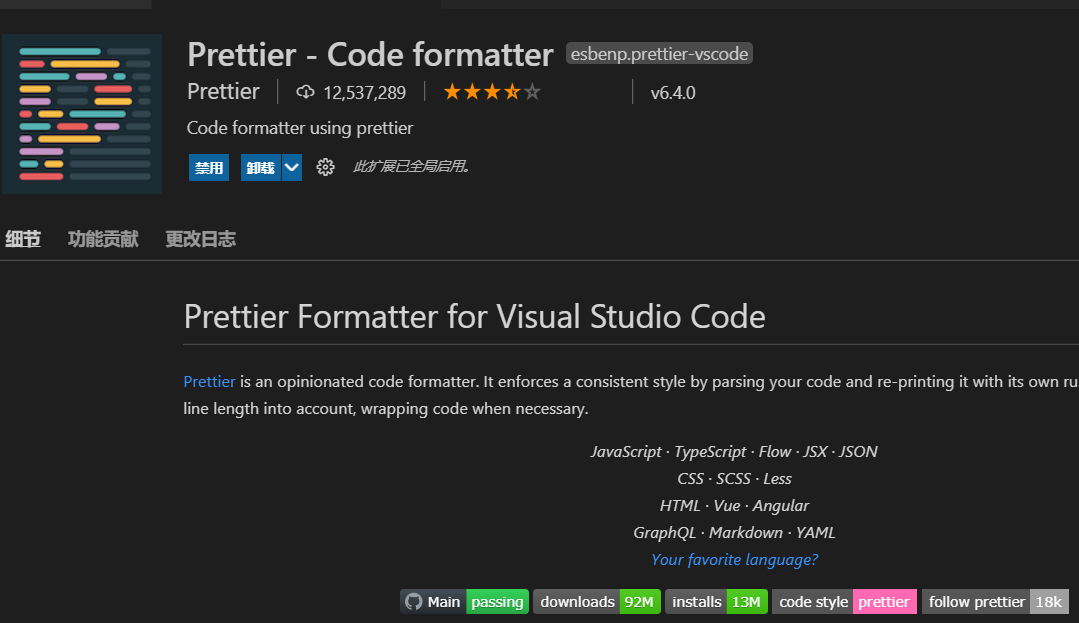 Prettier - Code formatter esbenp.prettier-vscode
Prettier 12,537,289 v6.4.0
Code formatter using prettier
禁用 卸载 此扩展已全局启用。
细节 功能贡献 更改日志
Prettier Formatter for Visual Studio Code
Prettier is an opinionated code formatter. It enforces a consistent style by parsing your code and re-printing it with its own ru
line length into account, wrapping code when necessary.
JavaScript · TypeScript · Flow · JSX · JSON
CSS · SCSS · Less
HTML · Vue · Angular
GraphQL · Markdown · YAML
Your favorite language?
Main passing downloads 92M installs 13M code style prettier follow prettier 18k